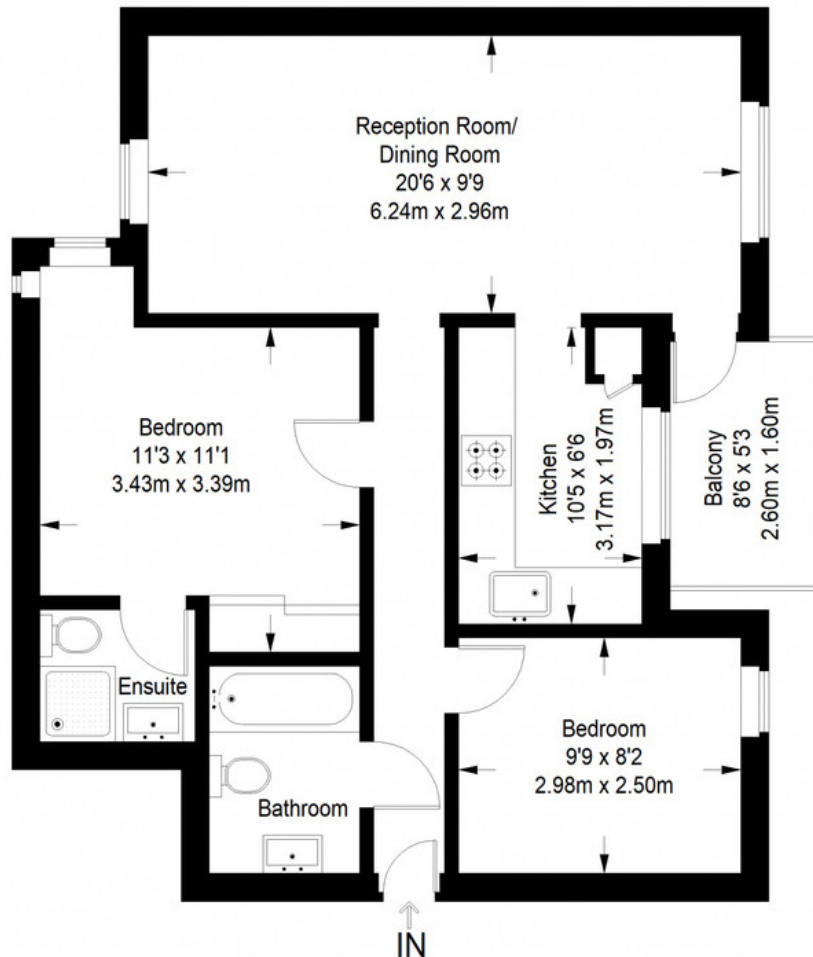 Reception Room/
Dining Room
20'6 x 9'9
6.24m x 2.96m
Bedroom
11'3 x 11'1
3.43m x 3.39m
Kitchen
10'5 x 6'6
3.17m x 1.97m
Balcony
8'6 x 5'3
2.60m x 1.60m
Ensuite
Bathroom
Bedroom
9'9 x 8'2
2.98m x 2.50m
IN